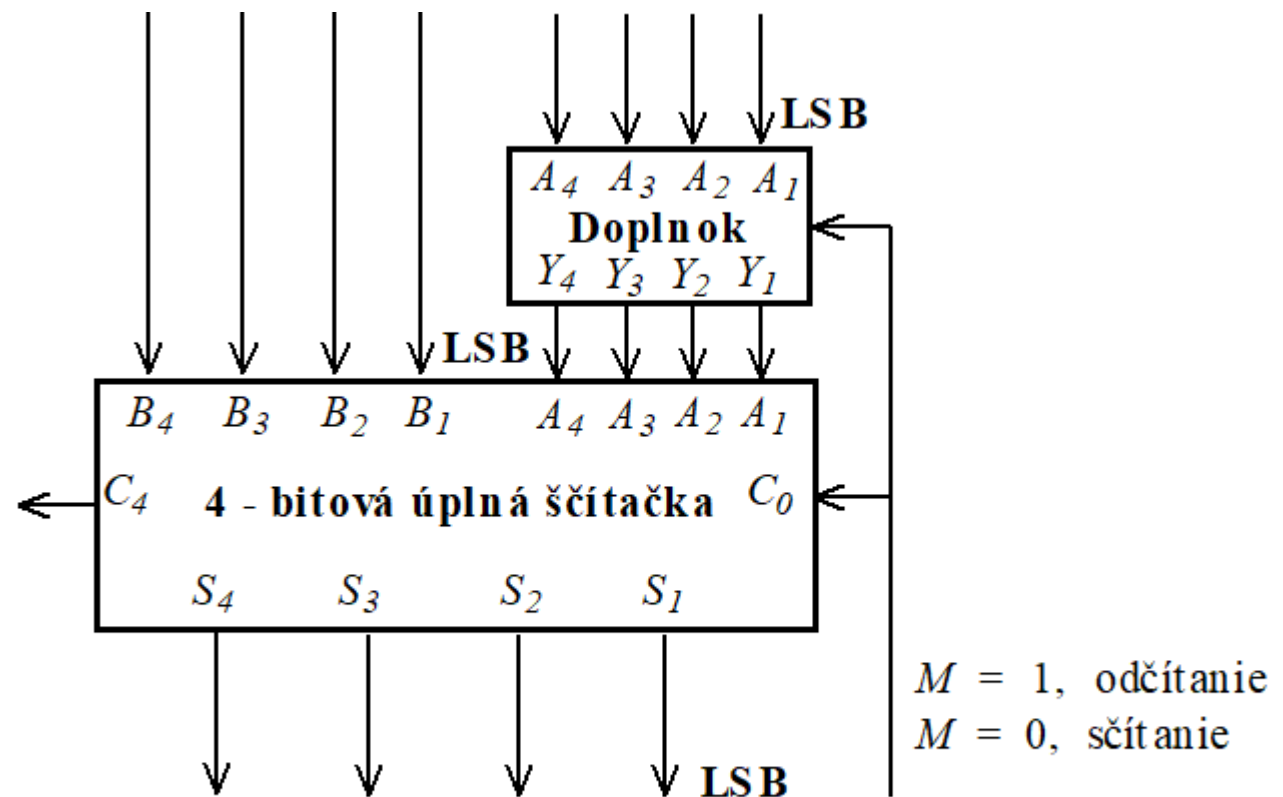 LSB
A4 A3 A2 A1
Doplnok
Y4 Y3 Y2 Y1
LSB
B4 B3 B2 B1 A4 A3 A2 A1
C4 4 - bitová úplná ščítačka C0
S4 S3 S2 S1
M = 1, odčítanie
M = 0, sčítanie
LSB